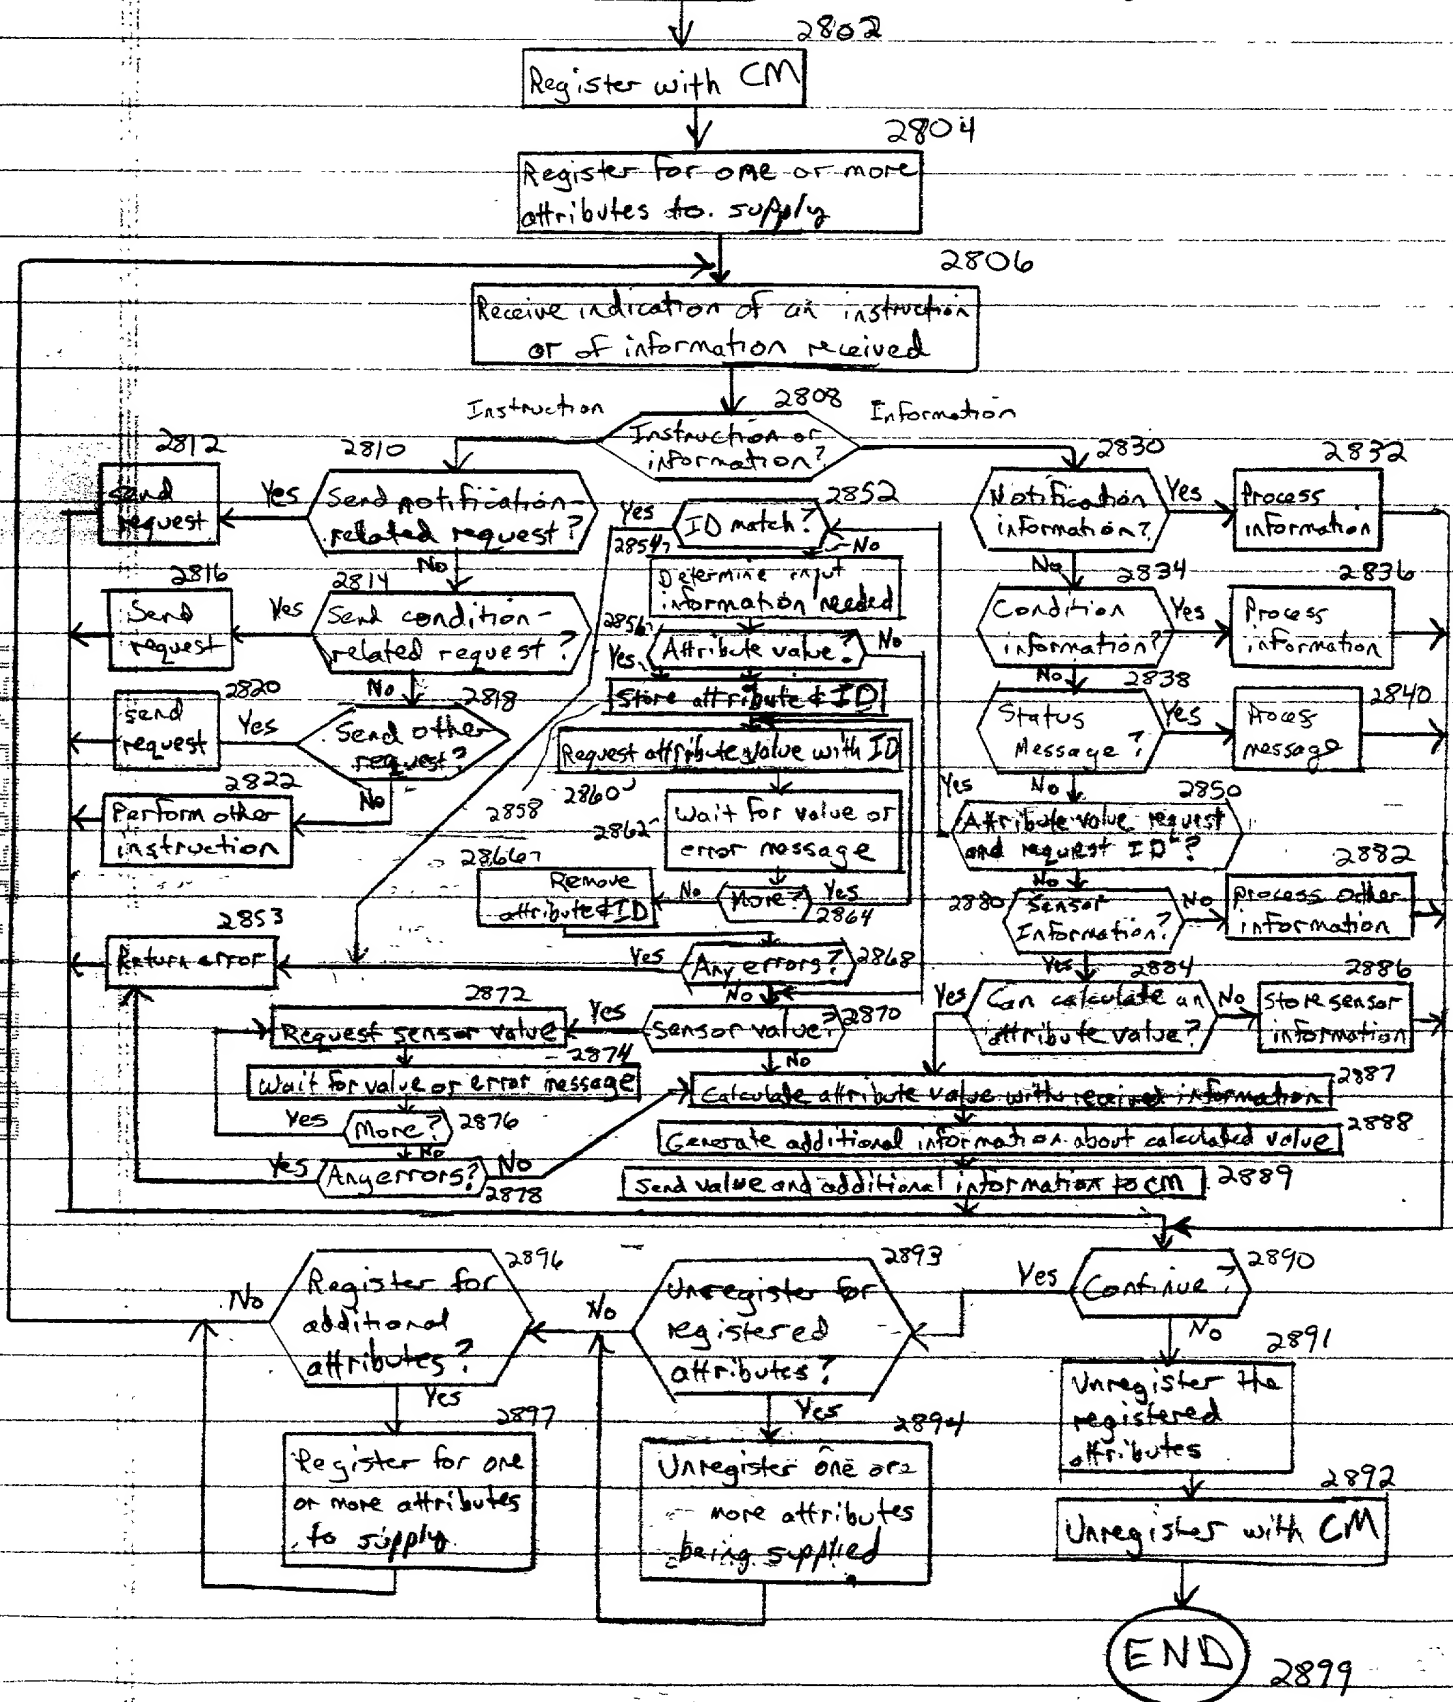 2802
Register with CM
2804
Register for one or more
attributes to supply
2806
Receive indication of an instruction
or of information received
2808
Instruction
Information
Instruction or
information?
2810
Send notification-
related request?
Yes
2812
Send
request
No
2814
Send condition-
related request?
Yes
2816
Send
request
No
2818
Send other
request?
Yes
2820
send
request
No
2822
Perform other
instruction
2830
Notification
information?
Yes
2832
Process
information
No
2834
Condition
information?
Yes
2836
Process
information
No
2838
Status
Message?
Yes
2840
Process
message
No
2850
Attribute value request
and request ID?
Yes
No
2852
ID match?
Yes
No
2854
Determine input
information needed
2856
Attribute value?
Yes
No
Store attribute & ID
2858
Request attribute value with ID
2860
Wait for value or
error message
2862
More?
2864
Yes
No
2866
Remove
attribute & ID
Any errors?
2868
Yes
No
2853
Return error
Sensor value?
2870
Yes
No
2872
Request sensor value
2874
Wait for value or error message
More?
2876
Yes
No
Any errors?
2878
Yes
No
2880
Sensor
Information?
No
2882
process other
information
Yes
2884
Can calculate an
attribute value?
Yes
No
2886
Store sensor
information
2887
Calculate attribute value with received information
2888
Generate additional information about calculated value
2889
Send value and additional information to CM
2890
Continue?
Yes
No
2891
Unregister the
registered
attributes
2892
Unregister with CM
2893
Unregister for
registered
attributes?
No
Yes
2894
Unregister one or
more attributes
being supplied
2896
Register for
additional
attributes?
No
Yes
2897
Register for one
or more attributes
to supply
END
2899